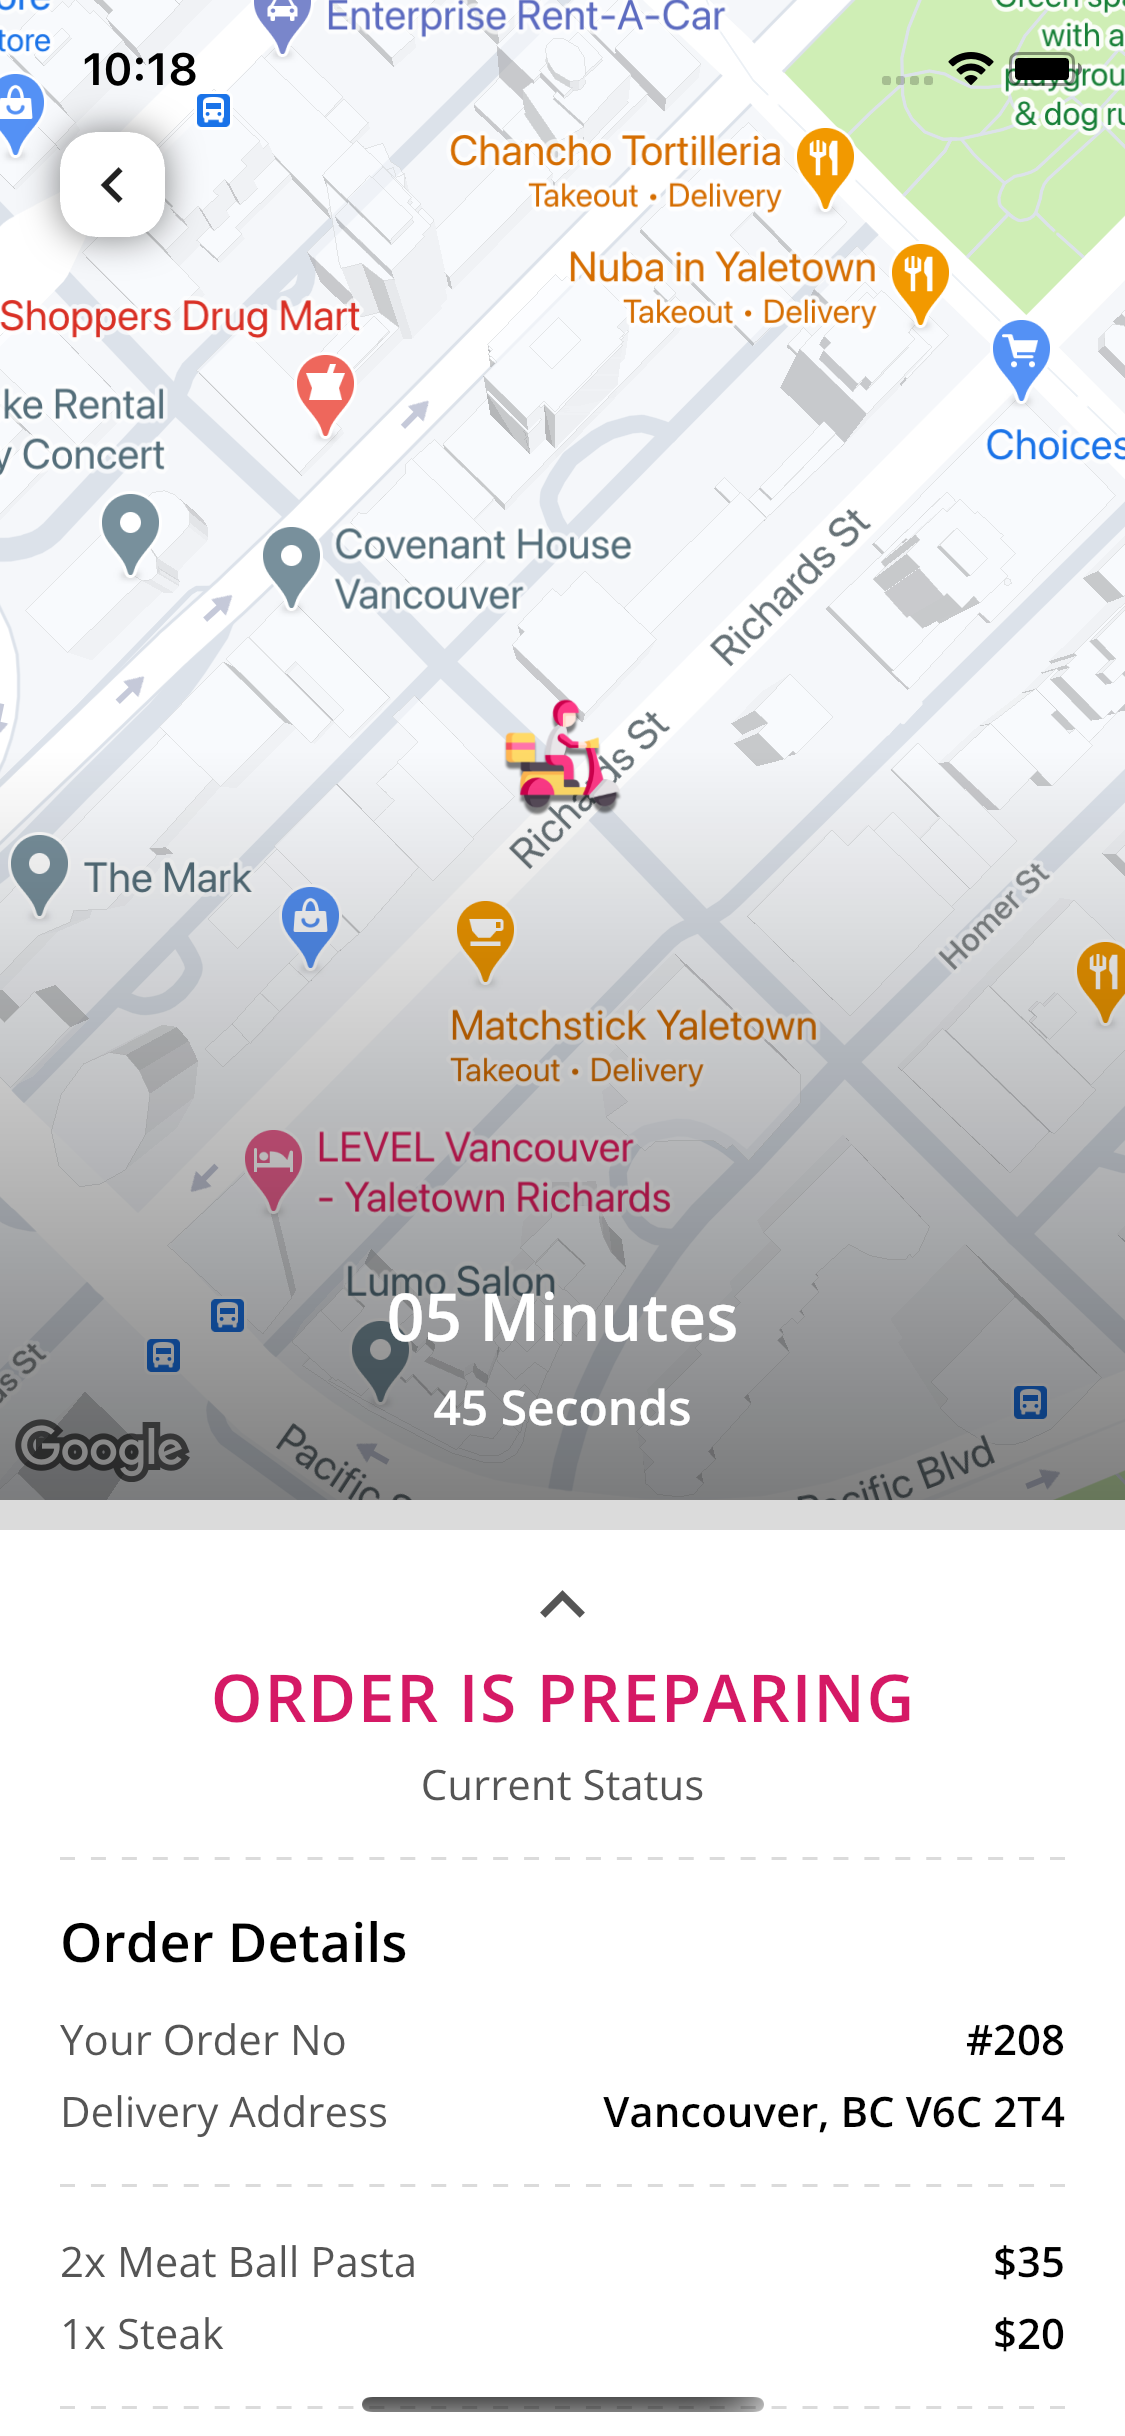 tore
Enterprise Rent-A-Car
10:18
with a
playgrou
& dog ru
Chancho Tortilleria
Takeout • Delivery
Nuba in Yaletown
Takeout • Delivery
Shoppers Drug Mart
ke Rental
y Concert
Choices
Covenant House
Vancouver
Richards St
Richards St
The Mark
Homer St
Matchstick Yaletown
Takeout • Delivery
LEVEL Vancouver
- Yaletown Richards
Lumo Salon
05 Minutes
45 Seconds
s St
Google
Pacific S
Pacific Blvd
ORDER IS PREPARING
Current Status
Order Details
Your Order No #208
Delivery Address Vancouver, BC V6C 2T4
2x Meat Ball Pasta $35
1x Steak $20